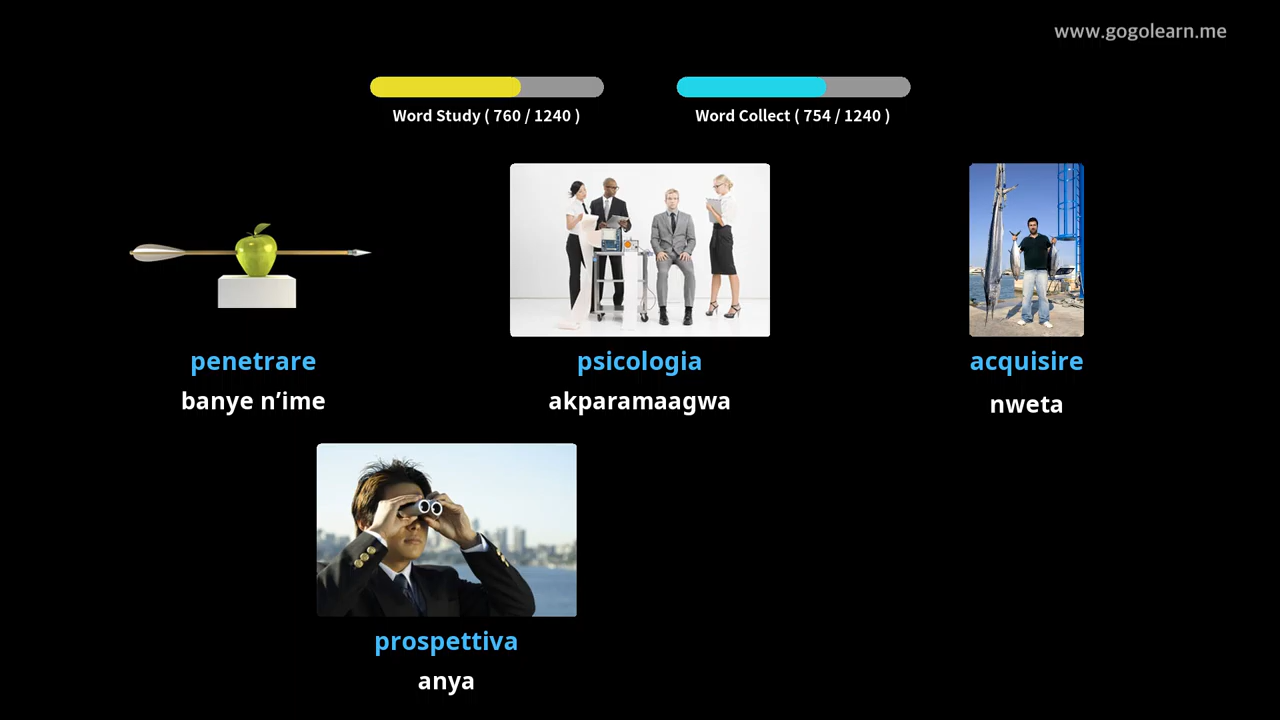 www.gogolearn.me
Word Study ( 760 / 1240 )
Word Collect ( 754 / 1240 )
penetrare
banye n’ime
psicologia
akparamaagwa
acquisire
nweta
prospettiva
anya